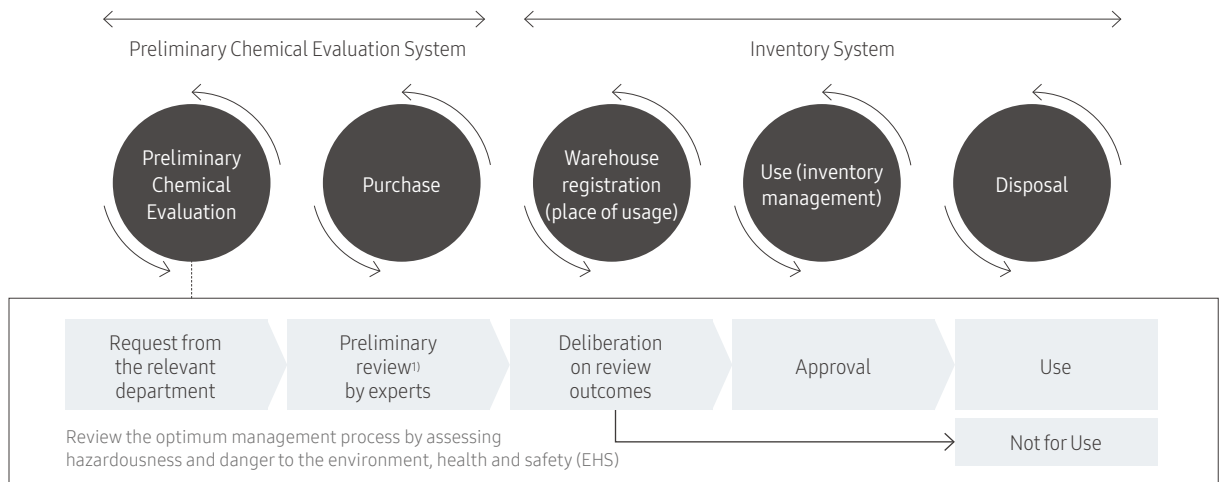 Preliminary Chemical Evaluation System
Inventory System
Preliminary
Chemical
Evaluation
Purchase
Warehouse
registration
(place of usage)
Use (inventory
management)
Disposal
Request from
the relevant
department
Preliminary
review¹⁾
by experts
Deliberation
on review
outcomes
Approval
Use
Not for Use
Review the optimum management process by assessing
hazardousness and danger to the environment, health and safety (EHS)